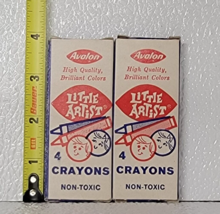 Avalon
High Quality,
Brilliant Colors
LITTLE
ARTIST
4
CRAYONS
NON-TOXIC
Avalon
High Quality,
Brilliant Colors
LITTLE
ARTIST
4
CRAYONS
NON-TOXIC
4
3
2
1